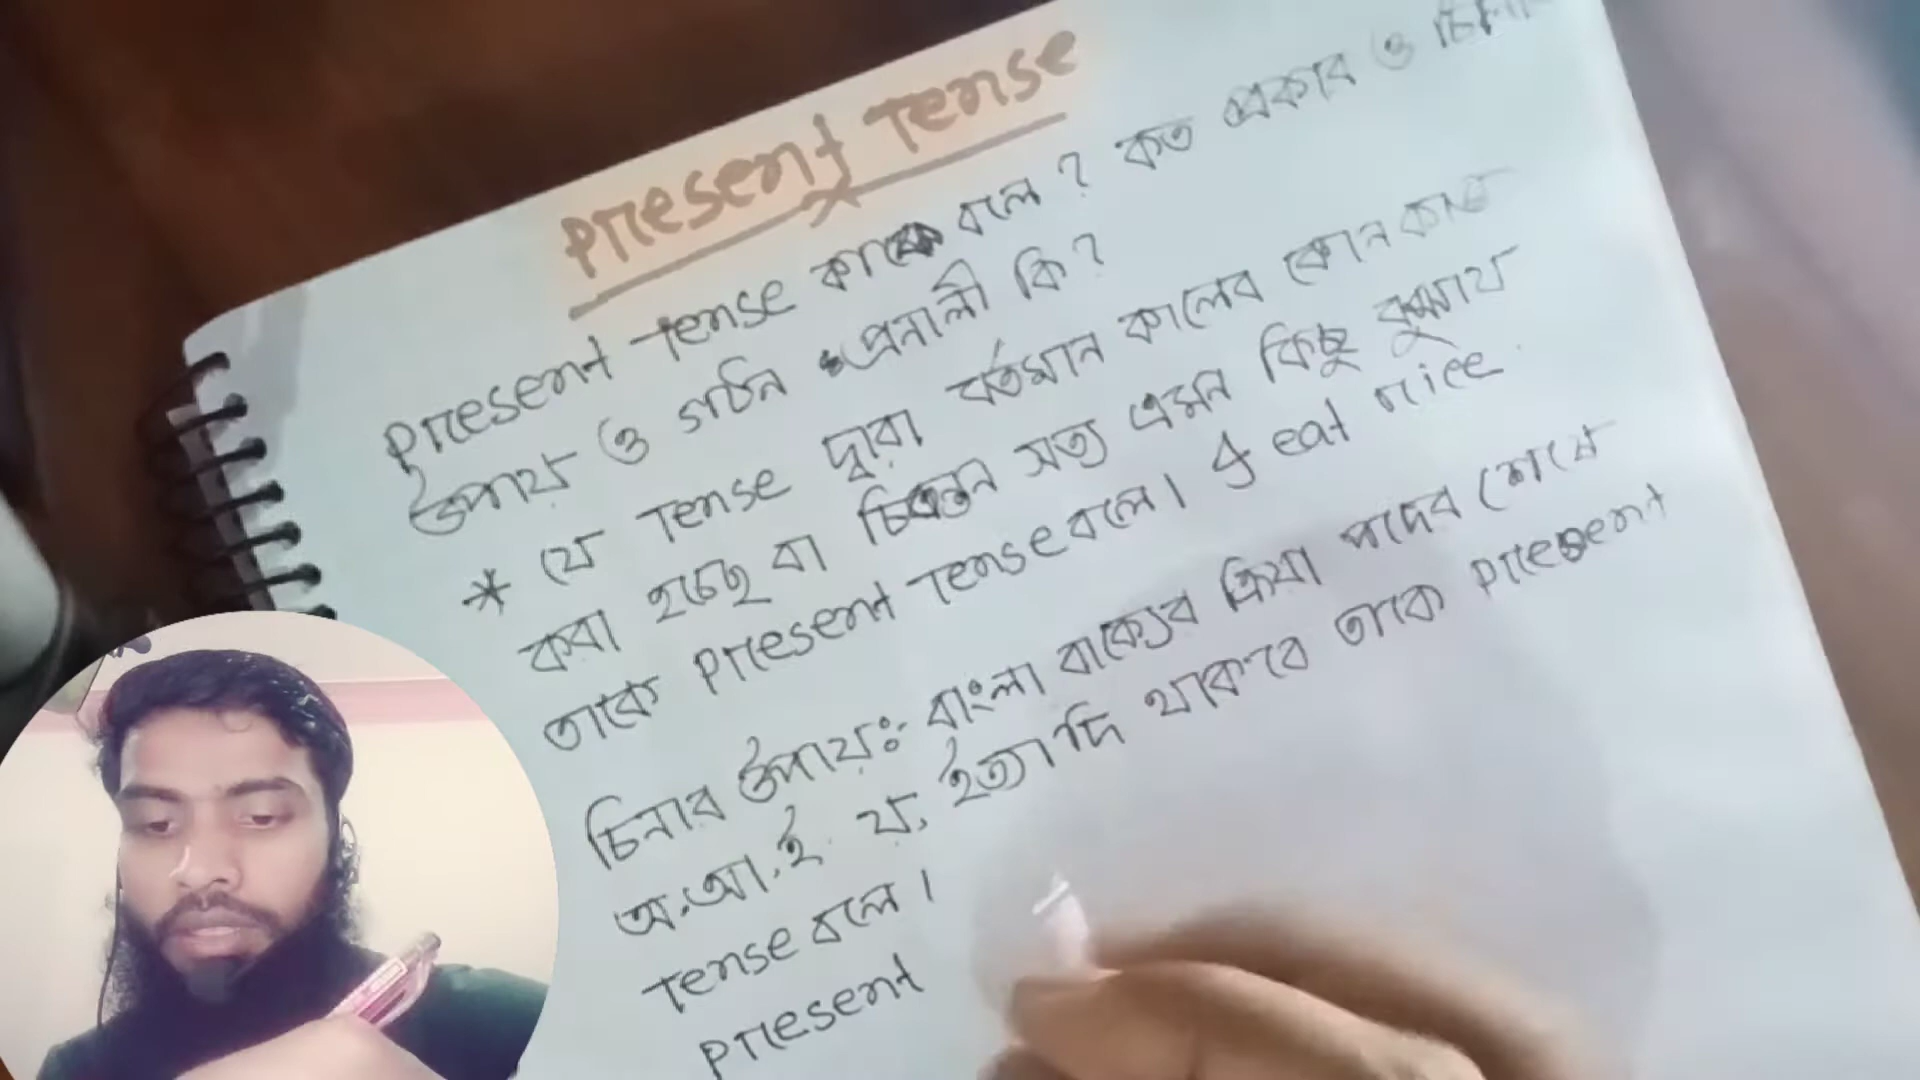 Present Tense
Present Tense কাকে বলে? কত প্রকার ও চিনার
উপায় ও গঠন প্রনালী কি?
* যে Tense দ্বারা বর্তমান কালের কোন কাজ
করা হচ্ছে বা চিরন্তন সত্য এমন কিছু বুঝায়
তাকে Present Tense বলে। I eat rice.
চিনার উপায়ঃ বাংলা বাক্যের ক্রিয়া পদের শেষে
অ. আ. ই. য়. ইত্যাদি থাকবে তাকে Present
Tense বলে।
Present